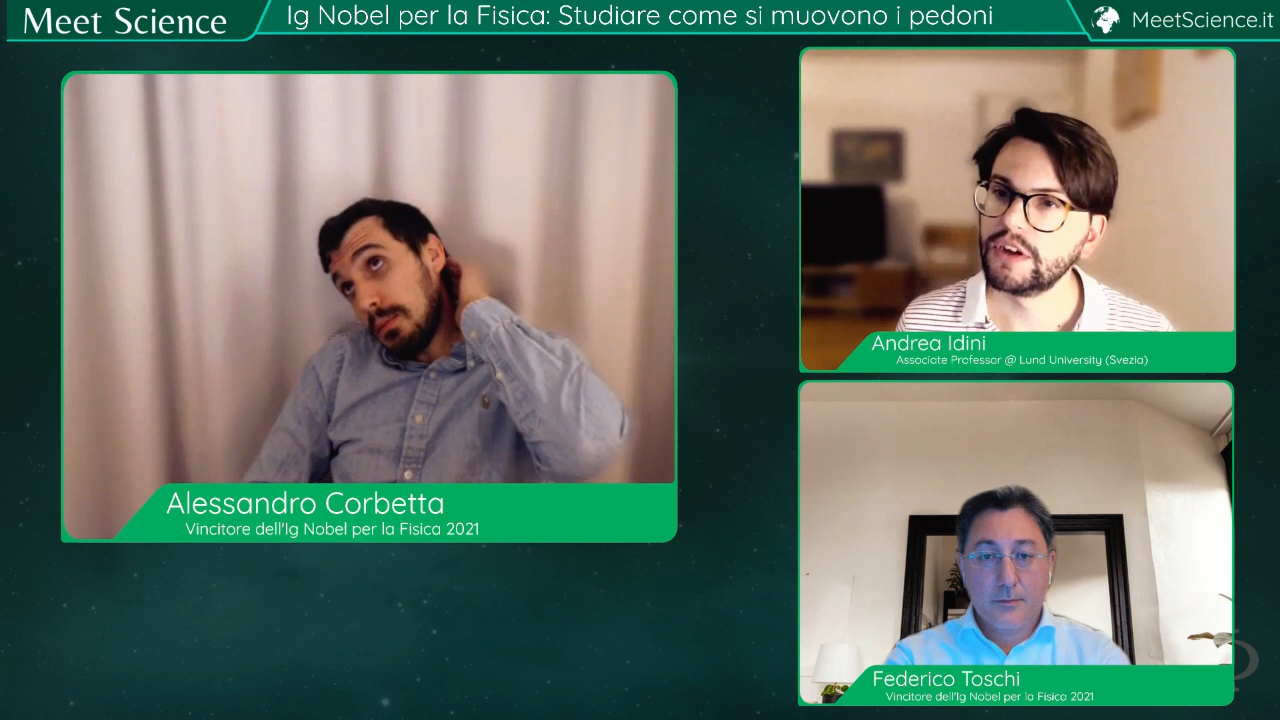 Meet Science
Ig Nobel per la Fisica: Studiare come si muovono i pedoni
MeetScience.it
Alessandro Corbetta
Vincitore dell'Ig Nobel per la Fisica 2021
Andrea Idini
Associate Professor @ Lund University (Svezia)
Federico Toschi
Vincitore dell'Ig Nobel per la Fisica 2021